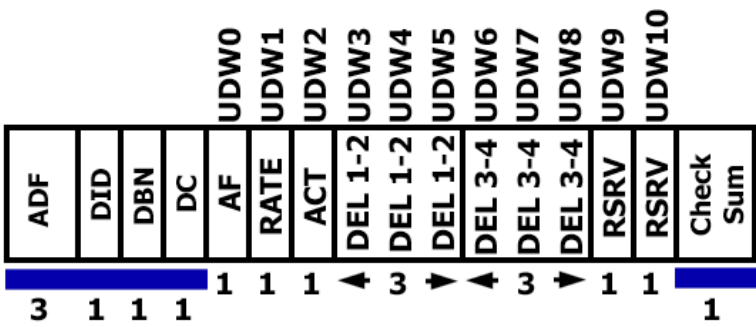 UDW0 UDW1 UDW2 UDW3 UDW4 UDW5 UDW6 UDW7 UDW8 UDW9 UDW10
ADF DID DBN DC AF RATE ACT DEL 1-2 DEL 1-2 DEL 1-2 DEL 3-4 DEL 3-4 DEL 3-4 RSRV RSRV Check Sum
1 1 1 3 3 1 1
3 1 1 1 1